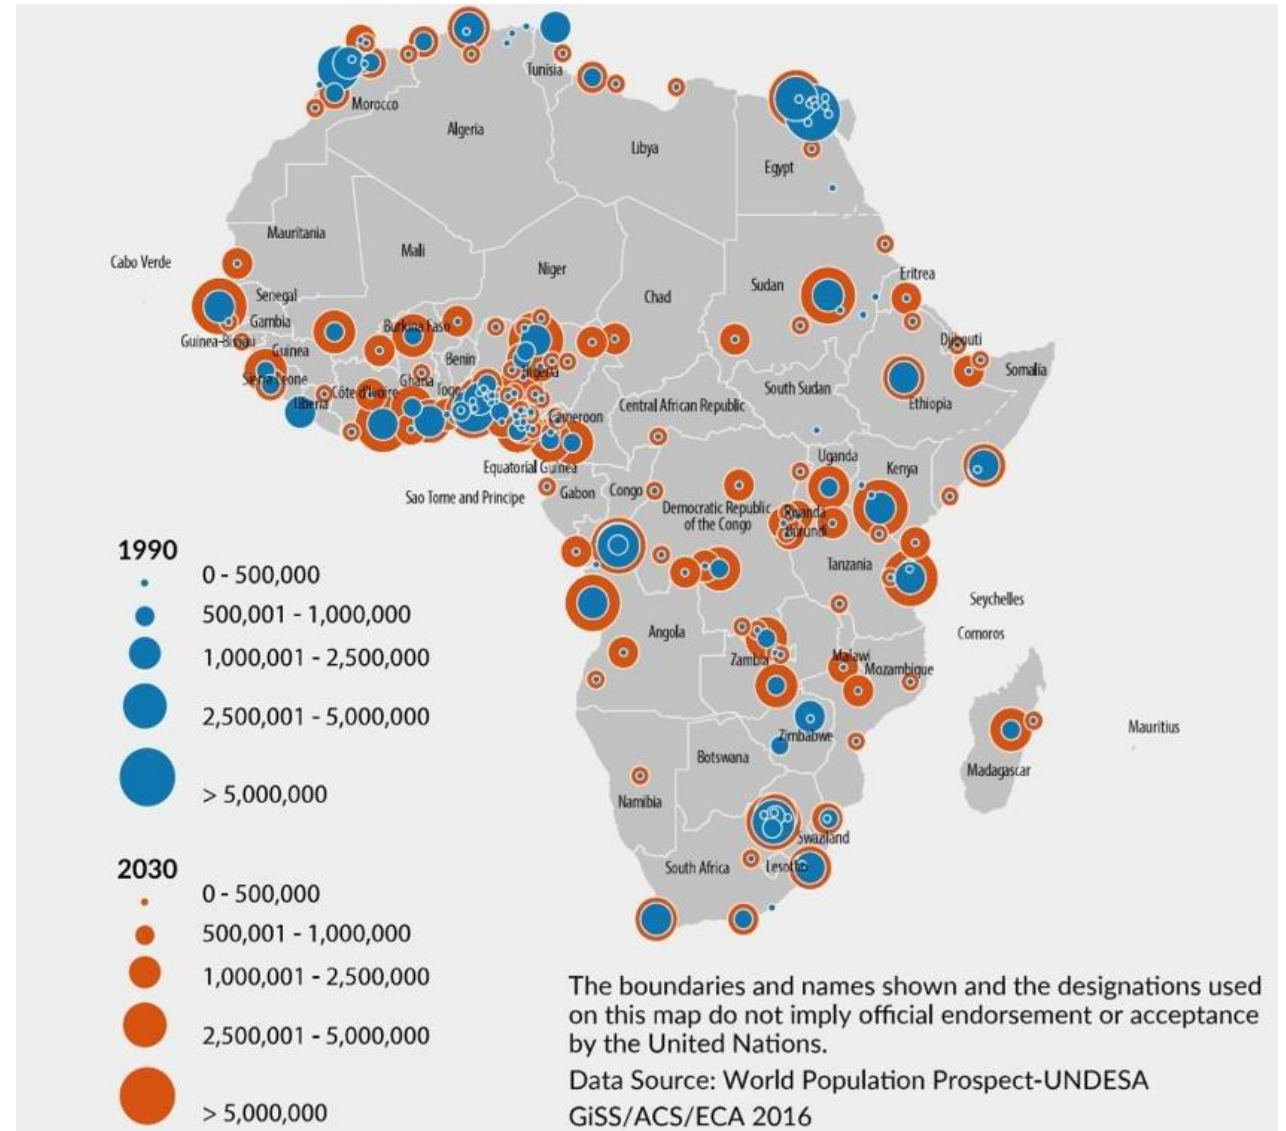 Tunisia
Morocco
Algeria
Libya
Egypt
Mauritania
Mali
Niger
Cabo Verde
Chad
Sudan
Eritrea
Senegal
Gambia
Burkina Faso
Guinea-Bissau
Guinea
Djibouti
Benin
Nigeria
Somalia
Sierra Leone
Ghana
Togo
Côte d'Ivoire
South Sudan
Ethiopia
Liberia
Central African Republic
Cameroon
Uganda
Kenya
Equatorial Guinea
Sao Tome and Principe
Gabon
Congo
Democratic Republic
of the Congo
Rwanda
Burundi
Tanzania
Seychelles
Comoros
Angola
Zambia
Malawi
Mozambique
Zimbabwe
Mauritius
Botswana
Madagascar
Namibia
Swaziland
South Africa
Lesotho
1990
0 - 500,000
500,001 - 1,000,000
1,000,001 - 2,500,000
2,500,001 - 5,000,000
> 5,000,000
2030
0 - 500,000
500,001 - 1,000,000
1,000,001 - 2,500,000
2,500,001 - 5,000,000
> 5,000,000
The boundaries and names shown and the designations used
on this map do not imply official endorsement or acceptance
by the United Nations.
Data Source: World Population Prospect-UNDESA
GiSS/ACS/ECA 2016